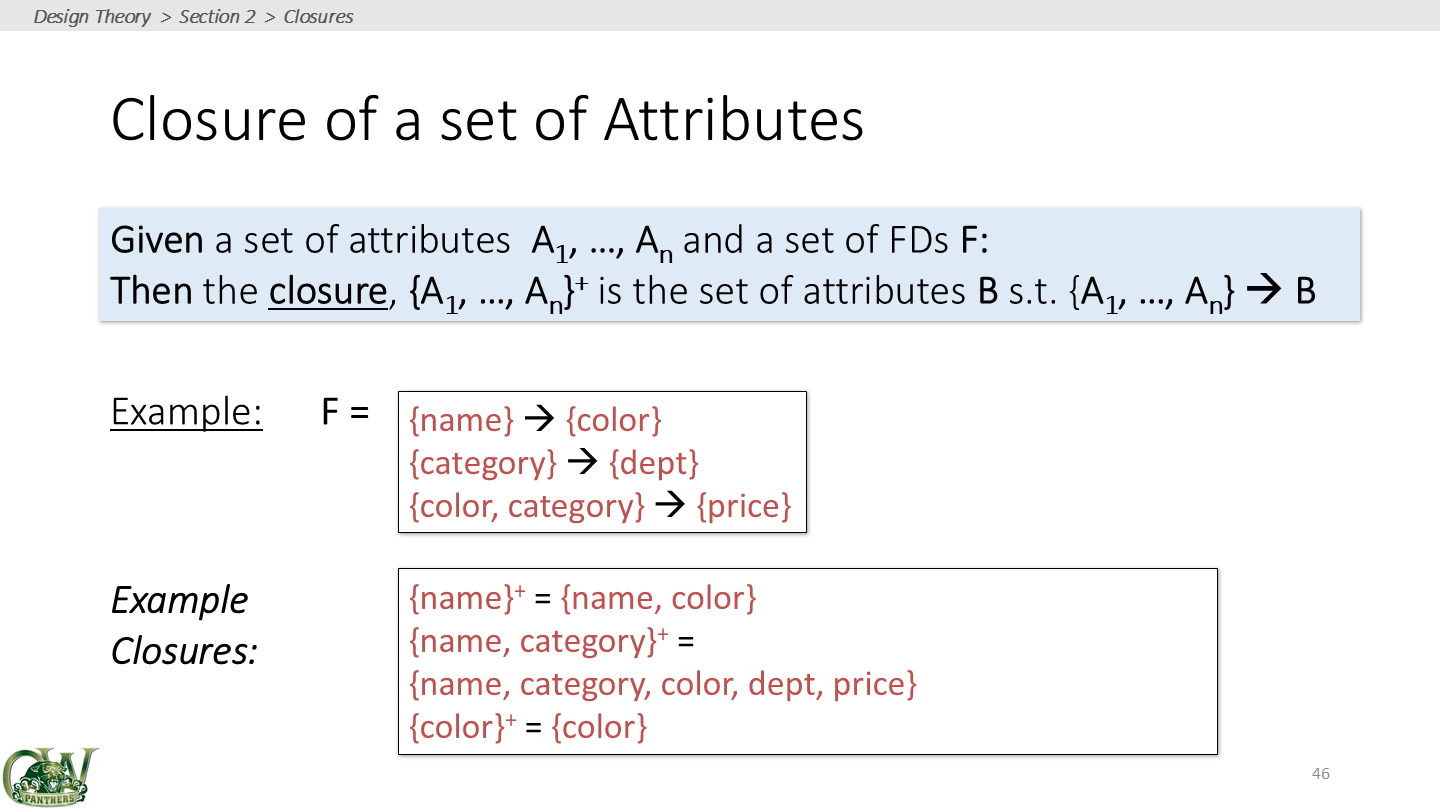 Design Theory > Section 2 > Closures
Closure of a set of Attributes
Given a set of attributes A₁, …, Aₙ and a set of FDs F:
Then the closure, {A₁, …, Aₙ}⁺ is the set of attributes B s.t. {A₁, …, Aₙ} → B
Example: F =
{name} → {color}
{category} → {dept}
{color, category} → {price}
Example
Closures:
{name}⁺ = {name, color}
{name, category}⁺ =
{name, category, color, dept, price}
{color}⁺ = {color}
CW
PANTHERS
46